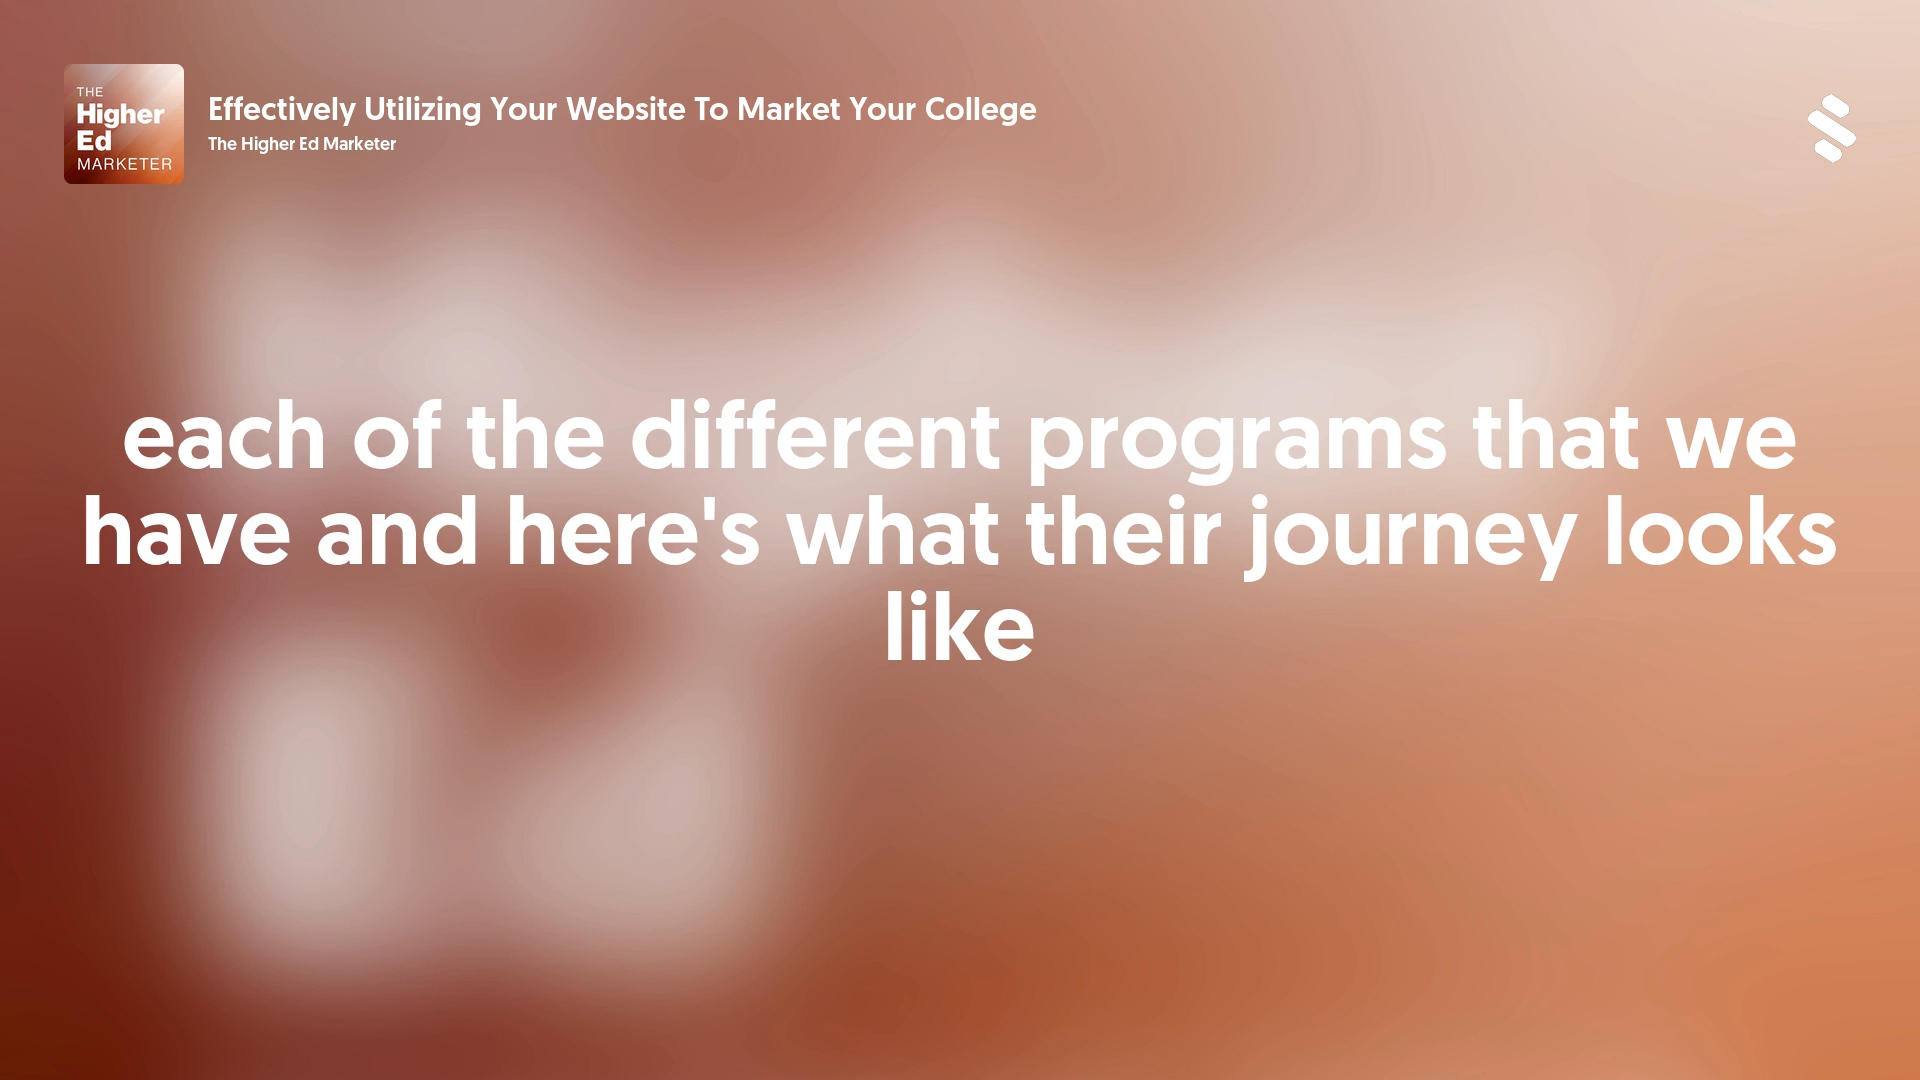 THE
Higher
Ed
MARKETER
Effectively Utilizing Your Website To Market Your College
The Higher Ed Marketer
each of the different programs that we
have and here's what their journey looks
like